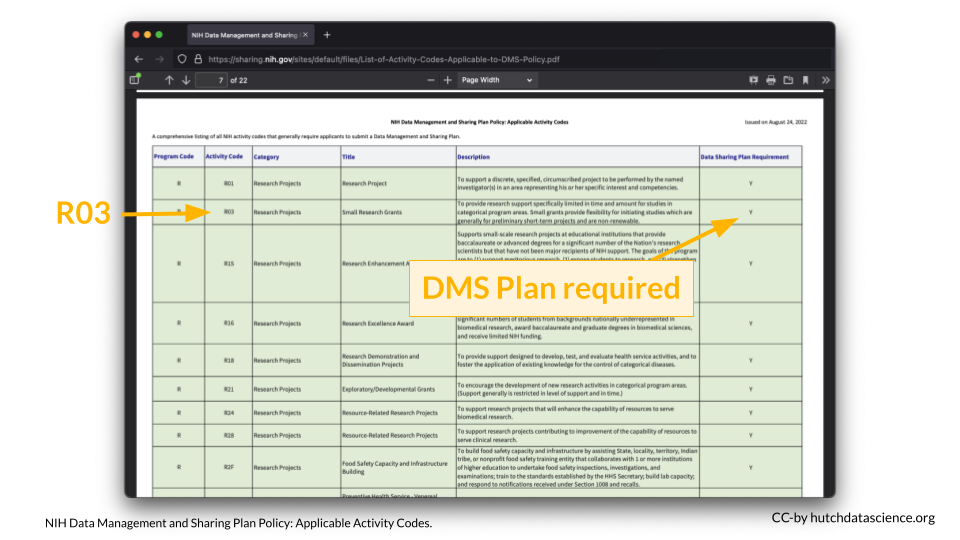 NIH Data Management and Sharing
https://sharing.nih.gov/sites/default/files/List-of-Activity-Codes-Applicable-to-DMS-Policy.pdf
7 of 22
Page Width
NIH Data Management and Sharing Plan Policy: Applicable Activity Codes
Issued on August 24, 2022
A comprehensive listing of all NIH activity codes that generally require applicants to submit a Data Management and Sharing Plan.
Program Code Activity Code Category Title Description Data Sharing Plan Requirement
R R01 Research Projects Research Project
To support a discrete, specified, circumscribed project to be performed by the named
investigator(s) in an area representing his or her specific interest and competencies.
Y
R03
R R03 Research Projects Small Research Grants
To provide research support specifically limited in time and amount for studies in
categorical program areas. Small grants provide flexibility for initiating studies which are
generally for preliminary short-term projects and are non-renewable.
Y
R R15 Research Projects Research Enhancement A
Supports small-scale research projects at educational institutions that provide
baccalaureate or advanced degrees for a significant number of the Nation's research
scientists but that have not been major recipients of NIH support. The goals of the program
are to (1) support meritorious research, (2) expose students to research,
Y
DMS Plan required
R R16 Research Projects Research Excellence Award
significant numbers of students from backgrounds nationally underrepresented in
biomedical research, award baccalaureate and graduate degrees in biomedical sciences,
and receive limited NIH funding.
Y
R R18 Research Projects
Research Demonstration and
Dissemination Projects
To provide support designed to develop, test, and evaluate health service activities, and to
foster the application of existing knowledge for the control of categorical diseases.
Y
R R21 Research Projects Exploratory/Developmental Grants
To encourage the development of new research activities in categorical program areas.
(Support generally is restricted in level of support and in time.)
Y
R R24 Research Projects Resource-Related Research Projects
To support research projects that will enhance the capability of resources to serve
biomedical research.
Y
R R28 Research Projects Resource-Related Research Projects
To support research projects contributing to improvement of the capability of resources to
serve clinical research.
Y
R R2F Research Projects
Food Safety Capacity and Infrastructure
Building
To build food safety capacity and infrastructure by assisting State, locality, territory, Indian
tribe, or nonprofit food safety training entity that collaborates with 1 or more institutions
of higher education to undertake food safety inspections, investigations, and
examinations; train to the standards established by the HHS Secretary; build lab capacity;
and respond to notifications received under Section 1008 and recalls.
Y
Preventive Health Service - Venereal
NIH Data Management and Sharing Plan Policy: Applicable Activity Codes.
CC-by hutchdatascience.org